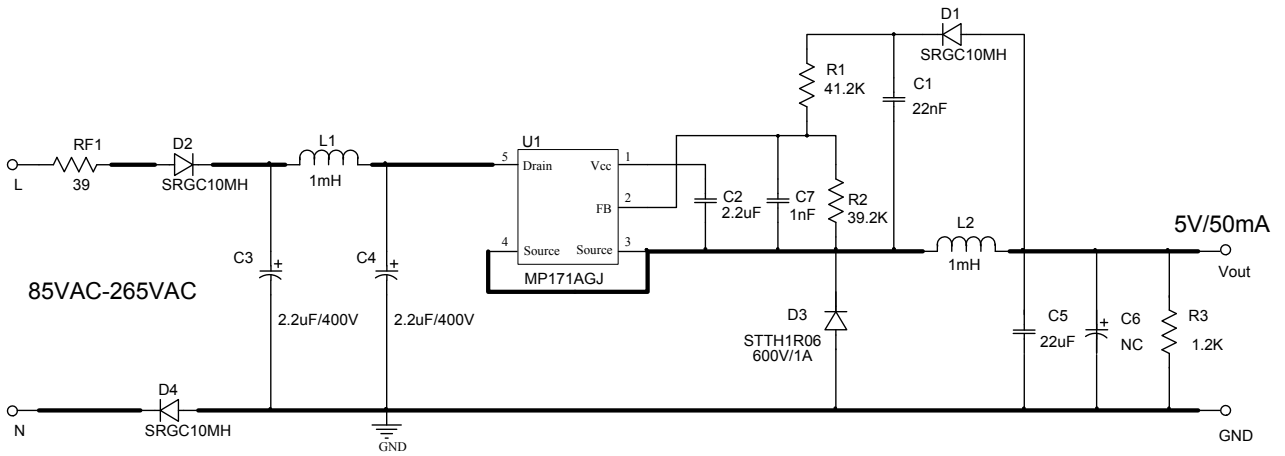 D1
SRGC10MH
R1
41.2K
C1
22nF
RF1
39
L
D2
SRGC10MH
L1
1mH
U1
5
Drain
Vcc
1
FB
2
4
Source
Source
3
MP171AGJ
C2
2.2uF
C7
1nF
R2
39.2K
L2
1mH
5V/50mA
Vout
C3
+
2.2uF/400V
C4
+
2.2uF/400V
85VAC-265VAC
D3
STTH1R06
600V/1A
C5
22uF
+
C6
NC
R3
1.2K
N
D4
SRGC10MH
GND
GND